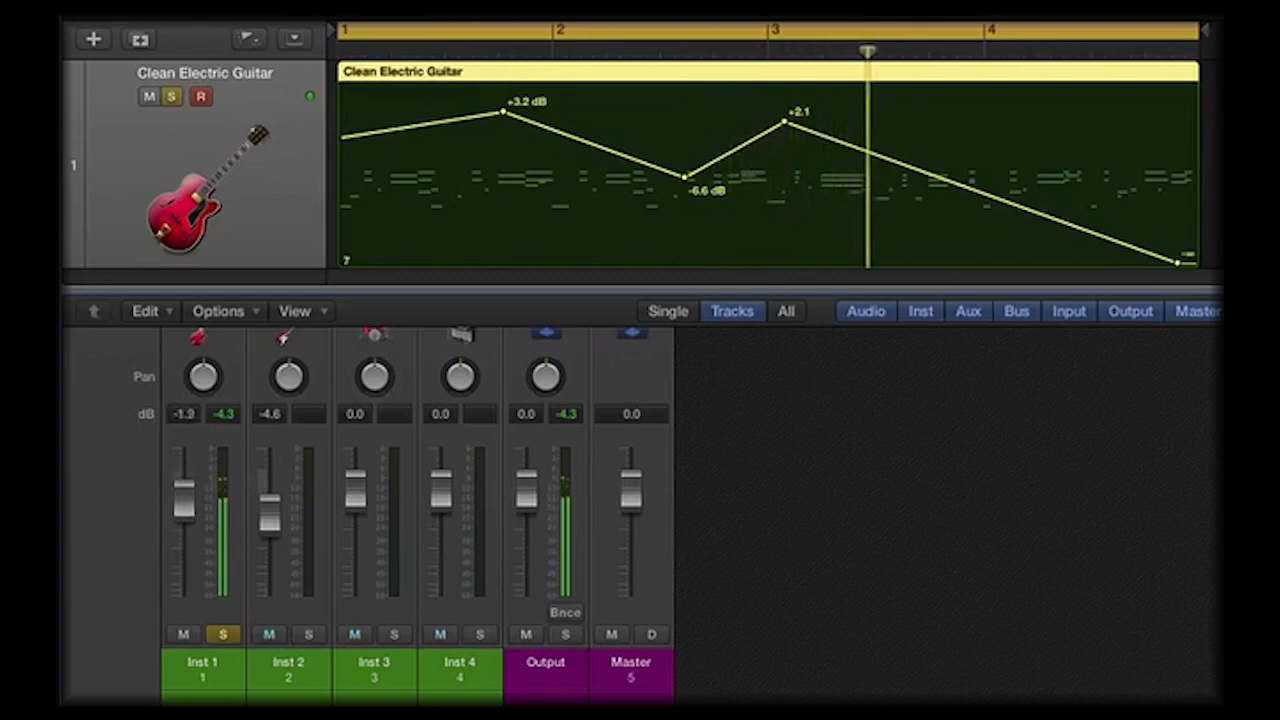 1 2 3 4
Clean Electric Guitar
M S R
1
Clean Electric Guitar
+3.2 dB
-6.6 dB
+2.1
7
Edit Options View Single Tracks All Audio Inst Aux Bus Input Output Master
Pan
dB -1.9 -4.3 -4.6 0.0 0.0 0.0 -4.3 0.0
Bnce
M S M S M S M S M S M D
Inst 1 Inst 2 Inst 3 Inst 4 Output Master
1 2 3 4 5